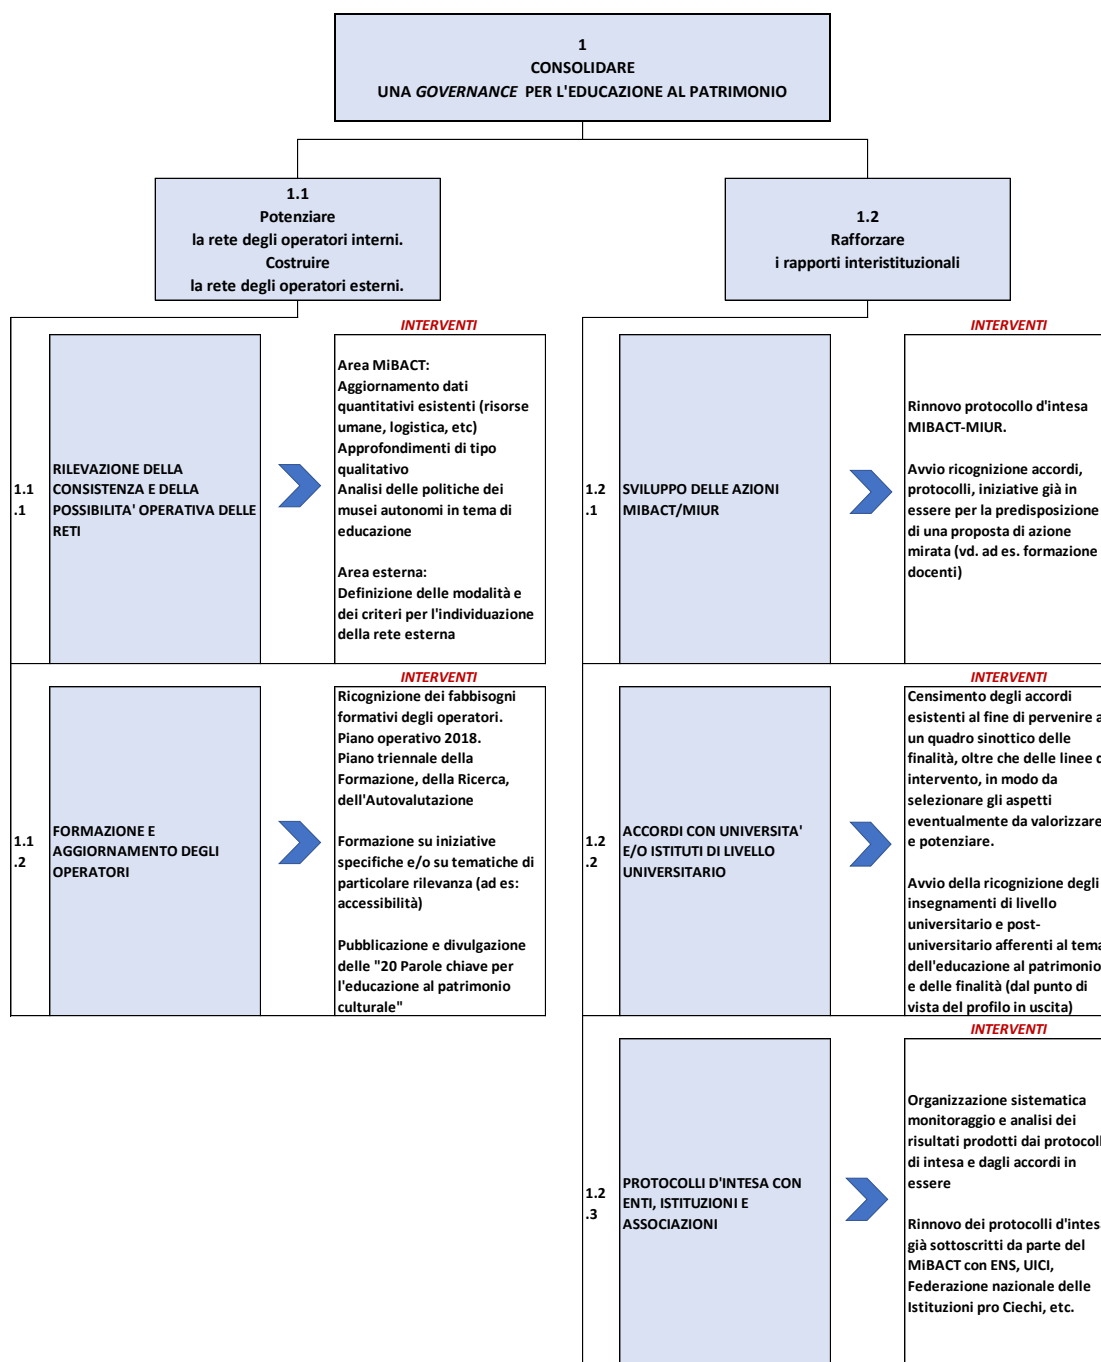 1
CONSOLIDARE
UNA GOVERNANCE PER L'EDUCAZIONE AL PATRIMONIO
1.1
Potenziare
la rete degli operatori interni.
Costruire
la rete degli operatori esterni.
1.2
Rafforzare
i rapporti interistituzionali
INTERVENTI
1.1
.1
RILEVAZIONE DELLA
CONSISTENZA E DELLA
POSSIBILITA' OPERATIVA DELLE
RETI
Area MiBACT:
Aggiornamento dati
quantitativi esistenti (risorse
umane, logistica, etc)
Approfondimenti di tipo
qualitativo
Analisi delle politiche dei
musei autonomi in tema di
educazione
Area esterna:
Definizione delle modalità e
dei criteri per l'individuazione
della rete esterna
INTERVENTI
1.1
.2
FORMAZIONE E
AGGIORNAMENTO DEGLI
OPERATORI
Ricognizione dei fabbisogni
formativi degli operatori.
Piano operativo 2018.
Piano triennale della
Formazione, della Ricerca,
dell'Autovalutazione
Formazione su iniziative
specifiche e/o su tematiche di
particolare rilevanza (ad es:
accessibilità)
Pubblicazione e divulgazione
delle "20 Parole chiave per
l'educazione al patrimonio
culturale"
INTERVENTI
1.2
.1
SVILUPPO DELLE AZIONI
MIBACT/MIUR
Rinnovo protocollo d'intesa
MIBACT-MIUR.
Avvio ricognizione accordi,
protocolli, iniziative già in
essere per la predisposizione
di una proposta di azione
mirata (vd. ad es. formazione
docenti)
INTERVENTI
1.2
.2
ACCORDI CON UNIVERSITA'
E/O ISTITUTI DI LIVELLO
UNIVERSITARIO
Censimento degli accordi
esistenti al fine di pervenire a
un quadro sinottico delle
finalità, oltre che delle linee d
intervento, in modo da
selezionare gli aspetti
eventualmente da valorizzare
e potenziare.
Avvio della ricognizione degli
insegnamenti di livello
universitario e post-
universitario afferenti al tema
dell'educazione al patrimonio
e delle finalità (dal punto di
vista del profilo in uscita)
INTERVENTI
1.2
.3
PROTOCOLLI D'INTESA CON
ENTI, ISTITUZIONI E
ASSOCIAZIONI
Organizzazione sistematica
monitoraggio e analisi dei
risultati prodotti dai protocoll
di intesa e dagli accordi in
essere
Rinnovo dei protocolli d'intes
già sottoscritti da parte del
MiBACT con ENS, UICI,
Federazione nazionale delle
Istituzioni pro Ciechi, etc.